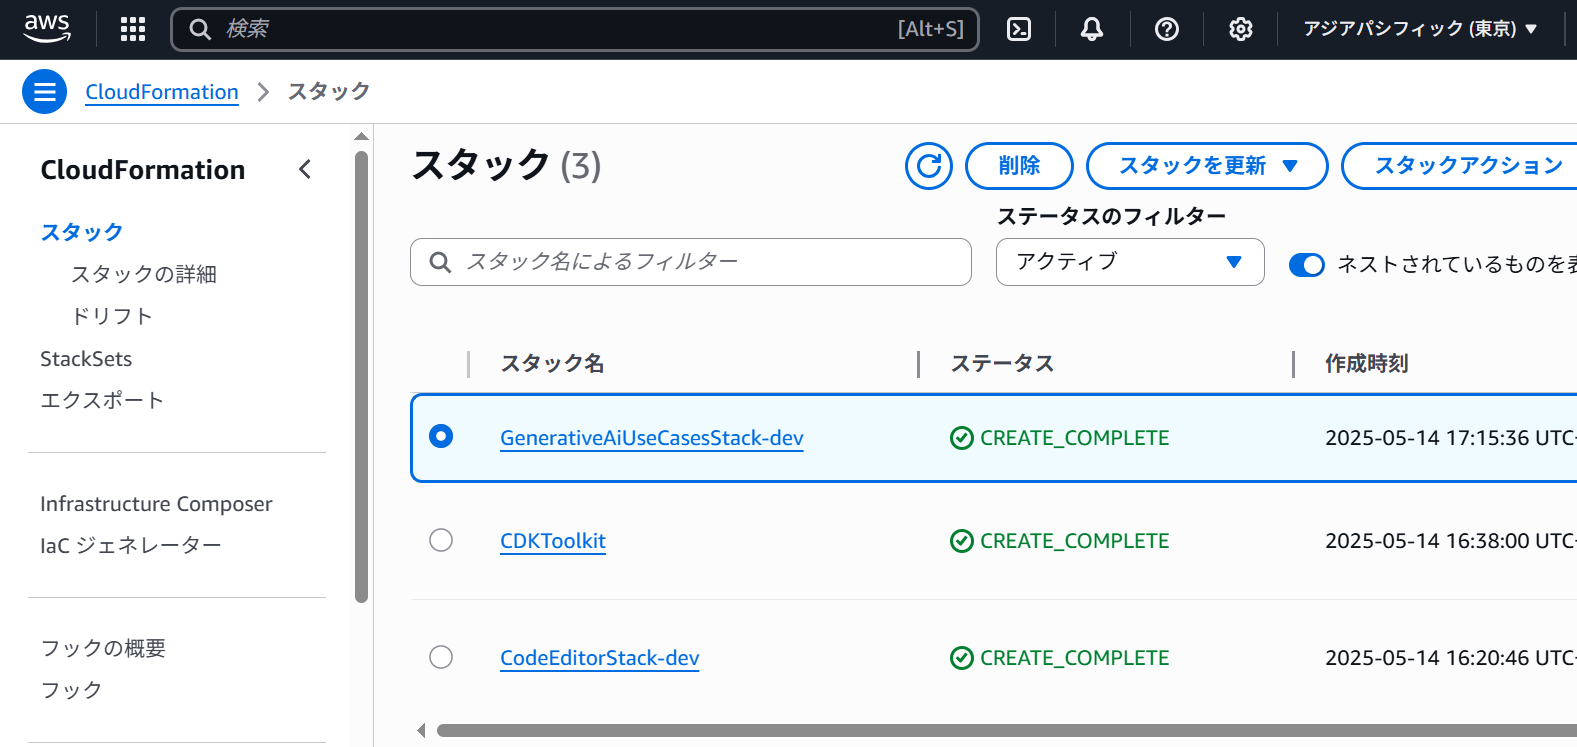 aws
検索 [Alt+S] アジアパシフィック (東京)
CloudFormation スタック
CloudFormation
スタック
スタックの詳細
ドリフト
StackSets
エクスポート
Infrastructure Composer
IaC ジェネレーター
フックの概要
フック
スタック (3)
削除 スタックを更新 スタックアクション
ステータスのフィルター
スタック名によるフィルター アクティブ ネストされているものを
スタック名 ステータス 作成時刻
GenerativeAiUseCasesStack-dev CREATE_COMPLETE 2025-05-14 17:15:36 UTC
CDKToolkit CREATE_COMPLETE 2025-05-14 16:38:00 UTC
CodeEditorStack-dev CREATE_COMPLETE 2025-05-14 16:20:46 UTC